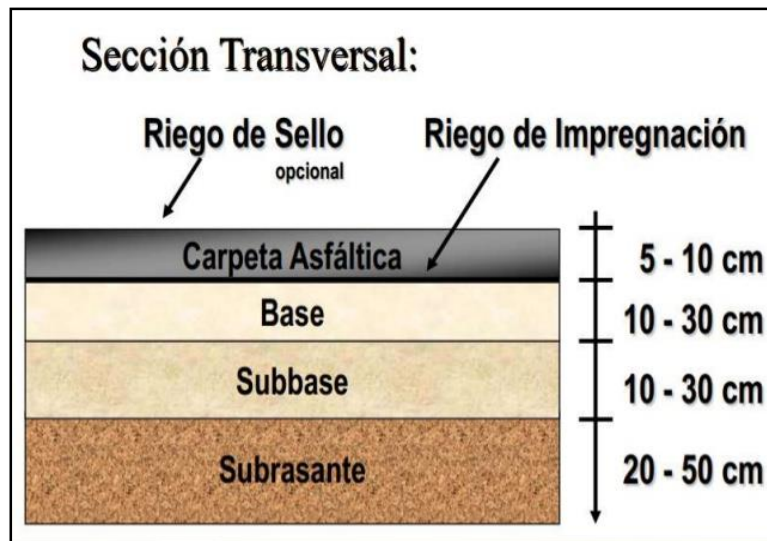 Sección Transversal:
Riego de Sello
opcional
Riego de Impregnación
Carpeta Asfáltica
5 - 10 cm
Base
10 - 30 cm
Subbase
10 - 30 cm
Subrasante
20 - 50 cm